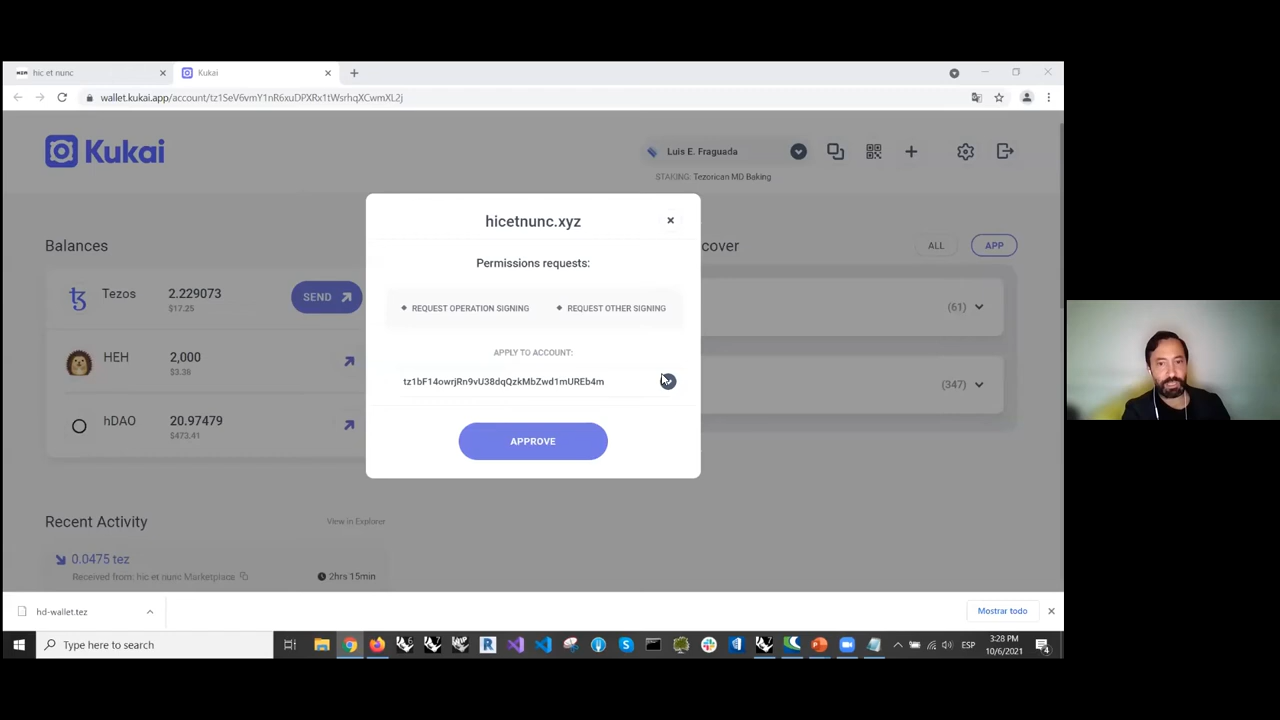 hic et nunc
Kukai
wallet.kukai.app/account/tz1SeV6vmY1nR6xuDPXRx1tWsrhqXCwmXL2j
Kukai
Luis E. Fraguada
STAKING: Tezorican MD Baking
hicetnunc.xyz
Balances
cover
ALL
APP
Permissions requests:
Tezos
2.229073
$17.25
SEND
REQUEST OPERATION SIGNING
REQUEST OTHER SIGNING
(61)
APPLY TO ACCOUNT:
HEH
2,000
$3.38
tz1bF14owrjRn9vU38dqQzkMbZwd1mUREb4m
(347)
hDAO
20.97479
$473.41
APPROVE
Recent Activity
View in Explorer
0.0475 tez
Received from: hic et nunc Marketplace
2hrs 15min
hd-wallet.tez
Mostrar todo
Type here to search
ESP
3:28 PM
10/6/2021
4